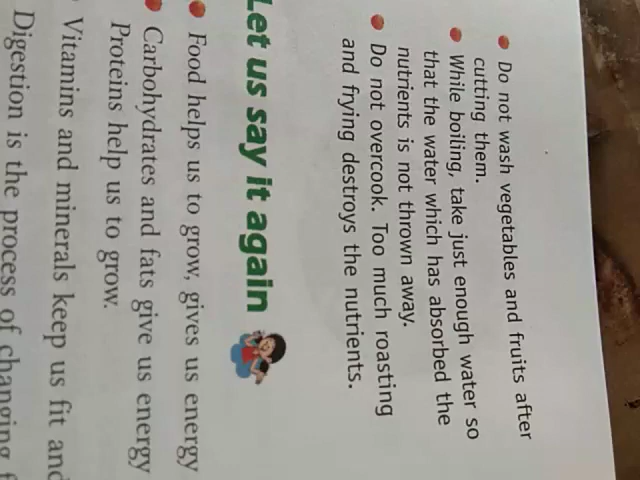 Do not wash vegetables and fruits after
cutting them.
While boiling, take just enough water so
that the water which has absorbed the
nutrients is not thrown away.
Do not overcook. Too much roasting
and frying destroys the nutrients.
Let us say it again
Food helps us to grow, gives us energy
Carbohydrates and fats give us energy
Proteins help us to grow.
Vitamins and minerals keep us fit and
Digestion is the process of changing